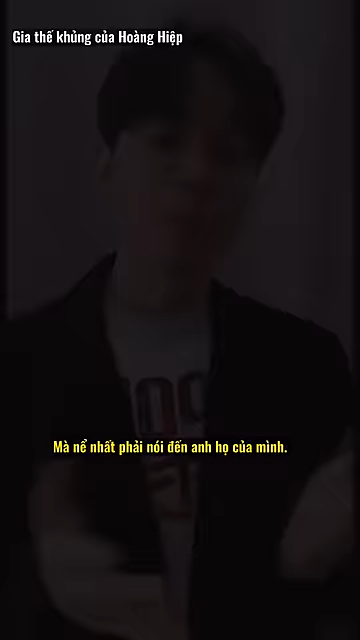 Gia thế khủng của Hoàng Hiệp
Mà nể nhất phải nói đến anh họ của mình.